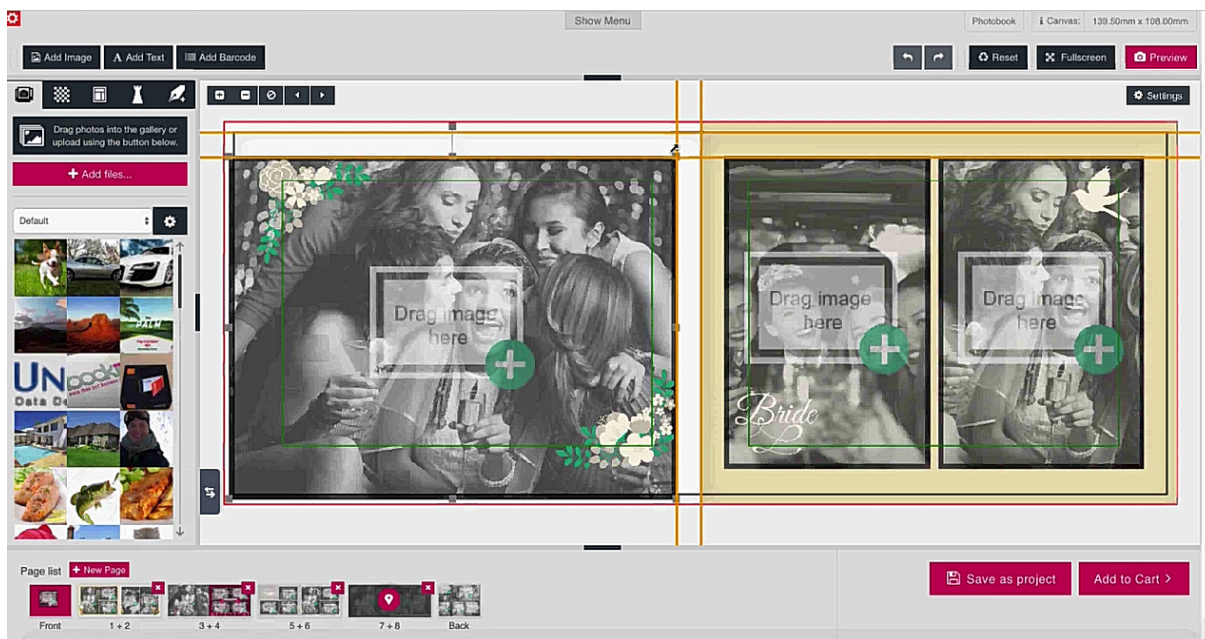 Show Menu
Photobook
i Canvas: 139.50mm x 108.00mm
Add Image
A Add Text
Add Barcode
Reset
Fullscreen
Preview
Settings
Drag photos into the gallery or
upload using the button below.
+ Add files...
Default
UN
Data
Drag image
here
Drag image
here
Drag image
here
Bride
Page list
+ New Page
Front
1 + 2
3 + 4
5 + 6
7 + 8
Back
Save as project
Add to Cart >